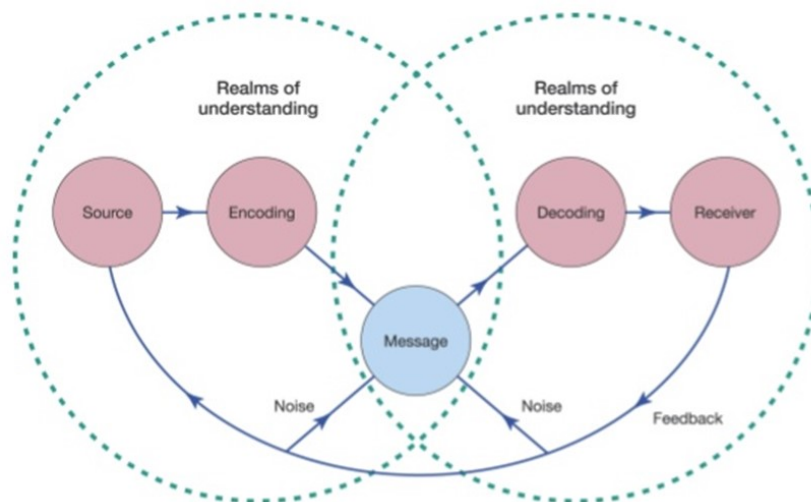 Realms of
understanding
Realms of
understanding
Source
Encoding
Decoding
Receiver
Message
Noise
Noise
Feedback